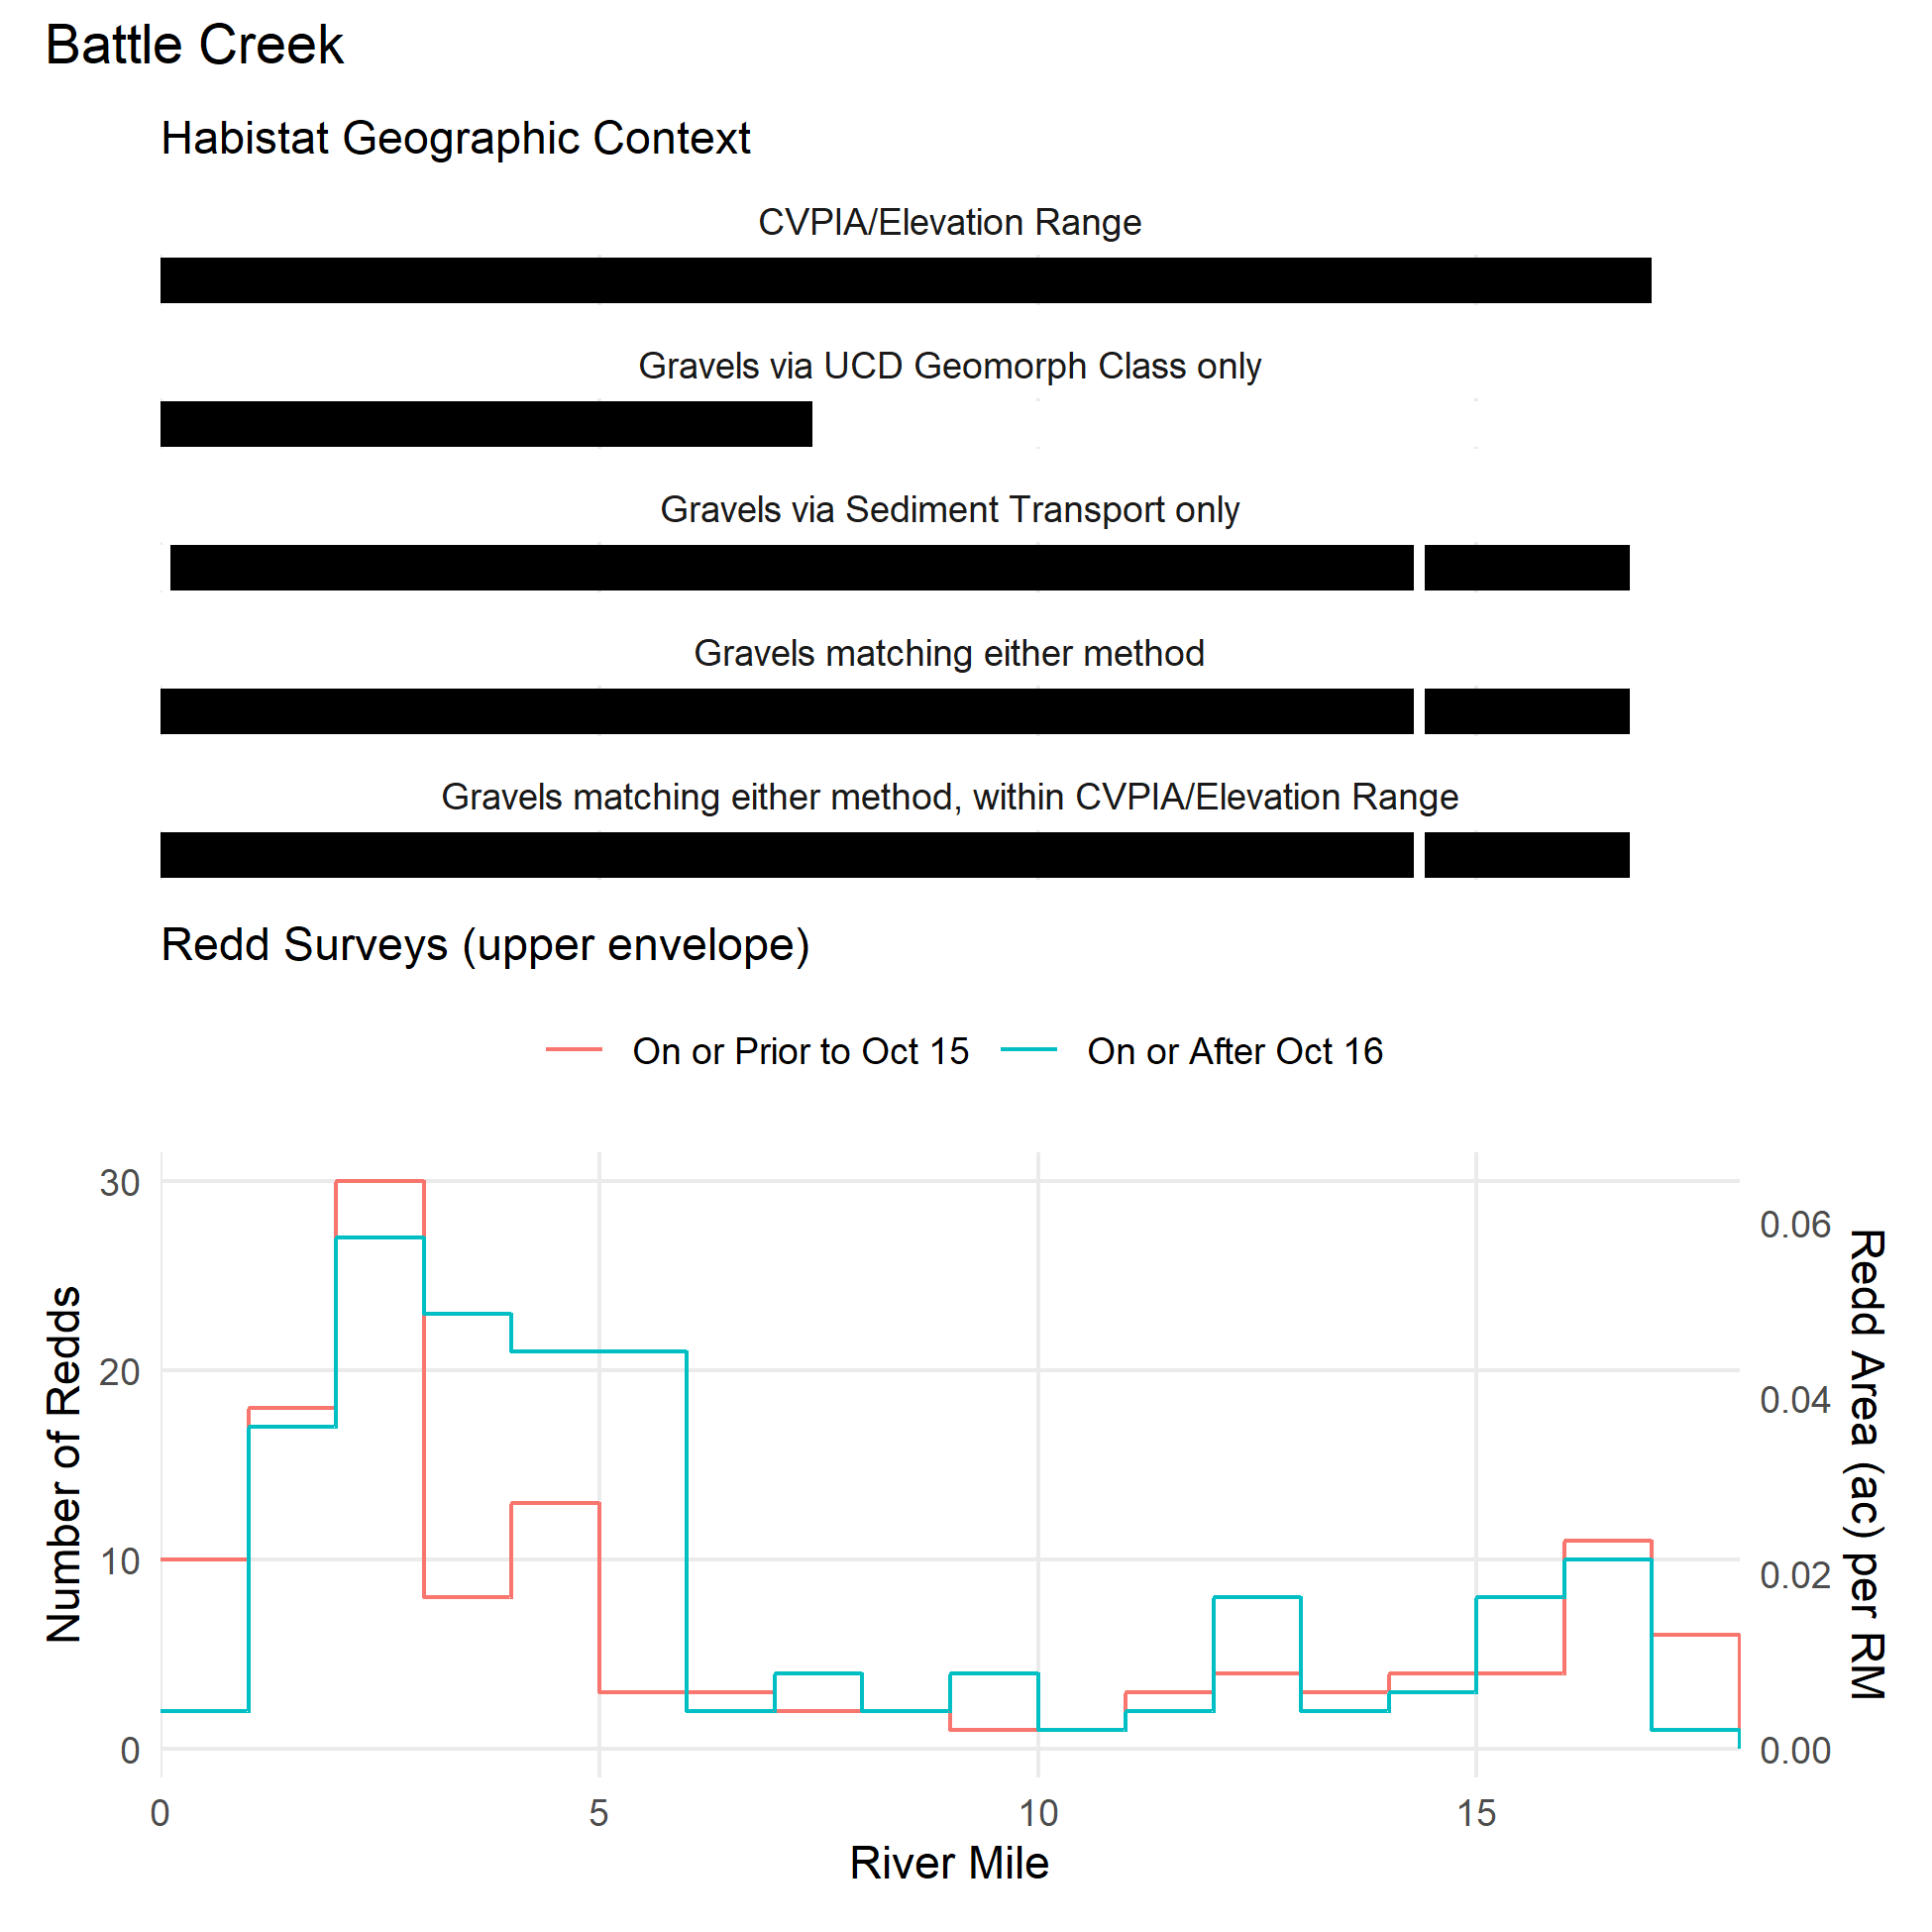 Battle Creek
Habistat Geographic Context
CVPIA/Elevation Range
Gravels via UCD Geomorph Class only
Gravels via Sediment Transport only
Gravels matching either method
Gravels matching either method, within CVPIA/Elevation Range
Redd Surveys (upper envelope)
On or Prior to Oct 15
On or After Oct 16
Number of Redds
30
20
10
0
0.06
0.04
0.02
0.00
Redd Area (ac) per RM
0
5
10
15
River Mile